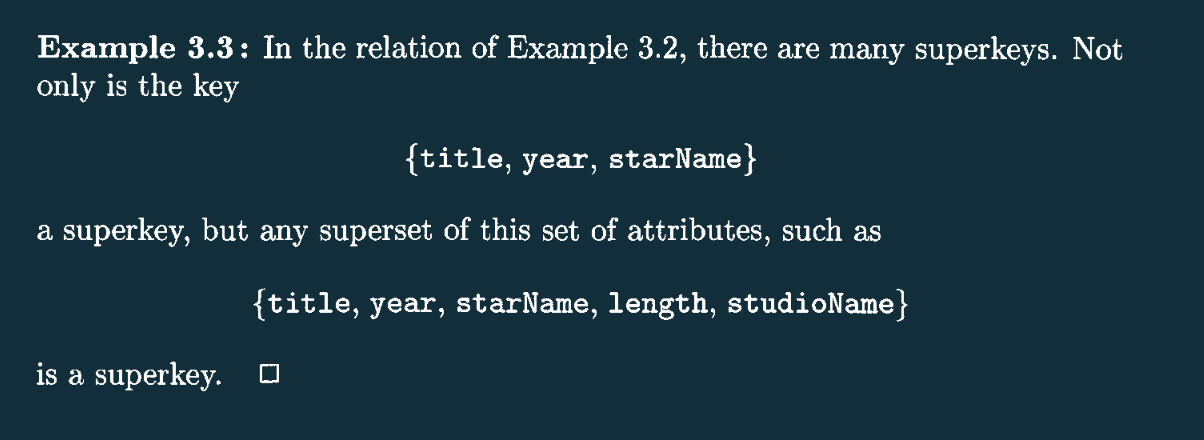 Example 3.3: In the relation of Example 3.2, there are many superkeys. Not
only is the key
{title, year, starName}
a superkey, but any superset of this set of attributes, such as
{title, year, starName, length, studioName}
is a superkey. □